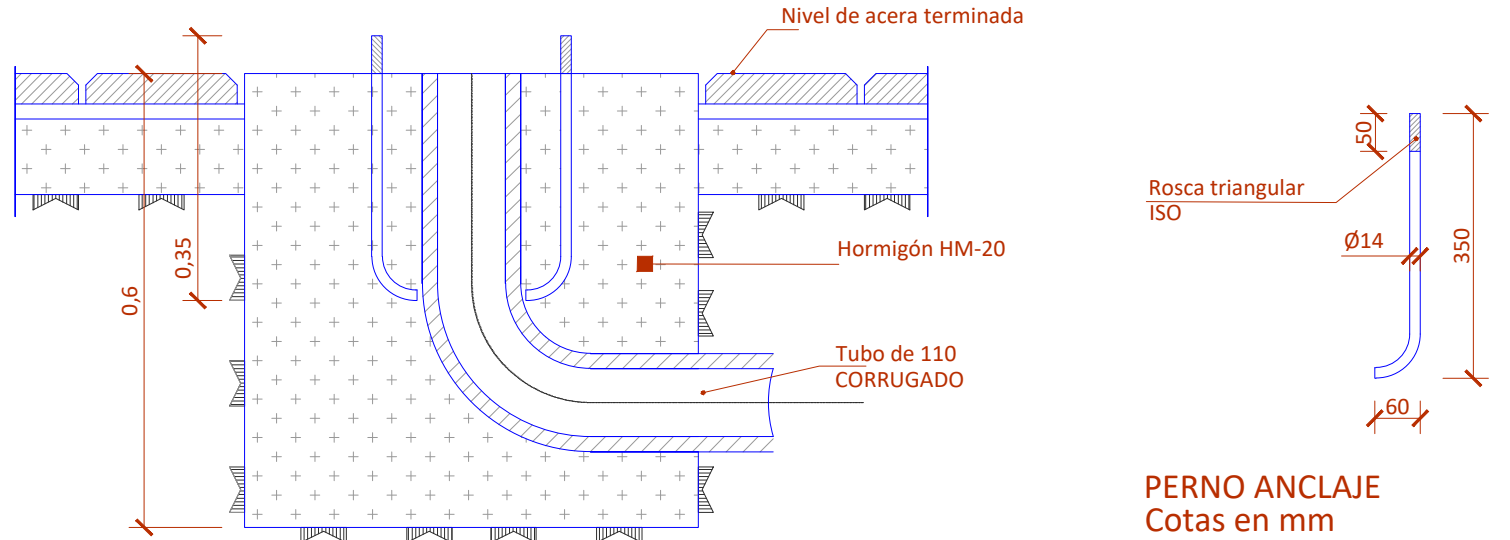 Nivel de acera terminada
0,35
0,6
Hormigón HM-20
Tubo de 110
CORRUGADO
50
Rosca triangular
ISO
Ø14
350
60
PERNO ANCLAJE
Cotas en mm